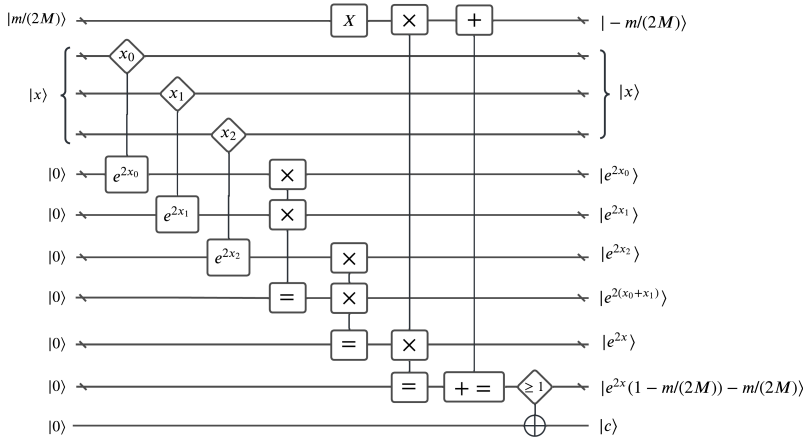 |m/(2M)⟩ X × + |−m/(2M)⟩
x₀
|x⟩ x₁ |x⟩
x₂
|0⟩ e^{2x₀} × |e^{2x₀}⟩
|0⟩ e^{2x₁} × |e^{2x₁}⟩
|0⟩ e^{2x₂} × |e^{2x₂}⟩
|0⟩ = × |e^{2(x₀+x₁)}⟩
|0⟩ = × |e^{2x}⟩
|0⟩ = += ≥ 1 |e^{2x}(1 − m/(2M)) − m/(2M)⟩
|0⟩ |c⟩